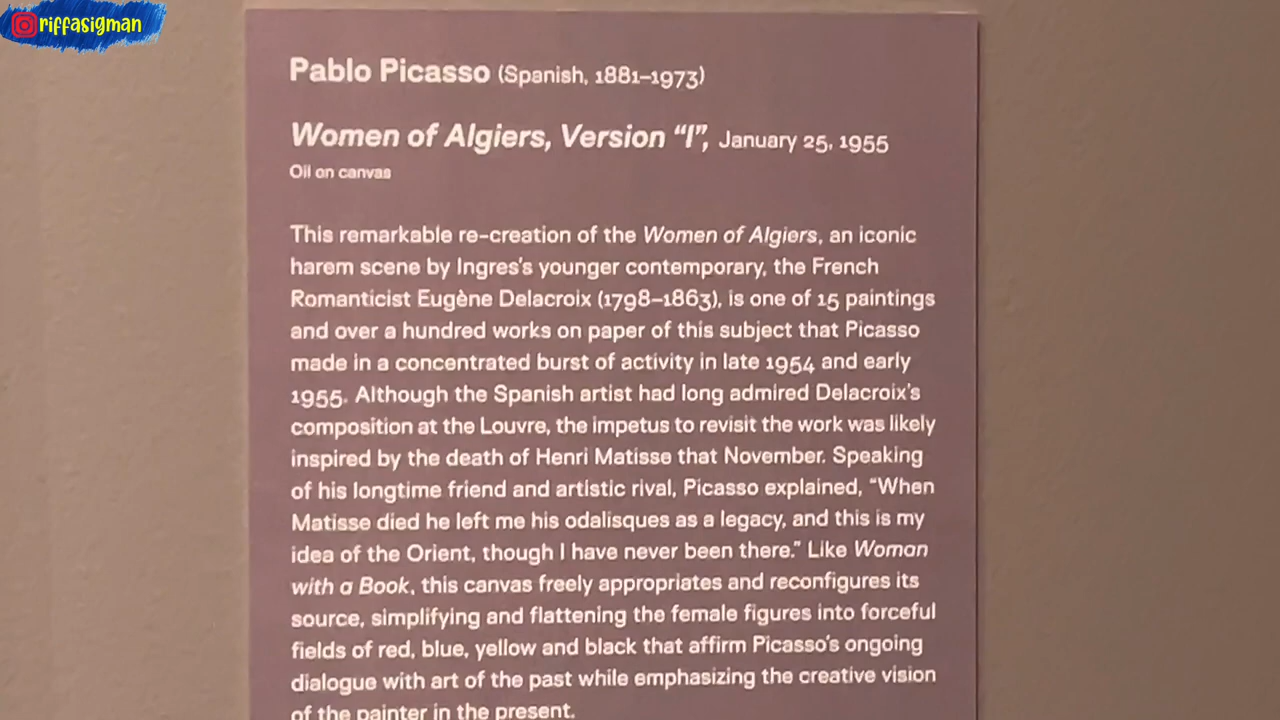 riffasigman
Pablo Picasso (Spanish, 1881–1973)
Women of Algiers, Version “I”, January 25, 1955
Oil on canvas
This remarkable re-creation of the Women of Algiers, an iconic
harem scene by Ingres’s younger contemporary, the French
Romanticist Eugène Delacroix (1798–1863), is one of 15 paintings
and over a hundred works on paper of this subject that Picasso
made in a concentrated burst of activity in late 1954 and early
1955. Although the Spanish artist had long admired Delacroix’s
composition at the Louvre, the impetus to revisit the work was likely
inspired by the death of Henri Matisse that November. Speaking
of his longtime friend and artistic rival, Picasso explained, “When
Matisse died he left me his odalisques as a legacy, and this is my
idea of the Orient, though I have never been there.” Like Woman
with a Book, this canvas freely appropriates and reconfigures its
source, simplifying and flattening the female figures into forceful
fields of red, blue, yellow and black that affirm Picasso’s ongoing
dialogue with art of the past while emphasizing the creative vision
of the painter in the present.